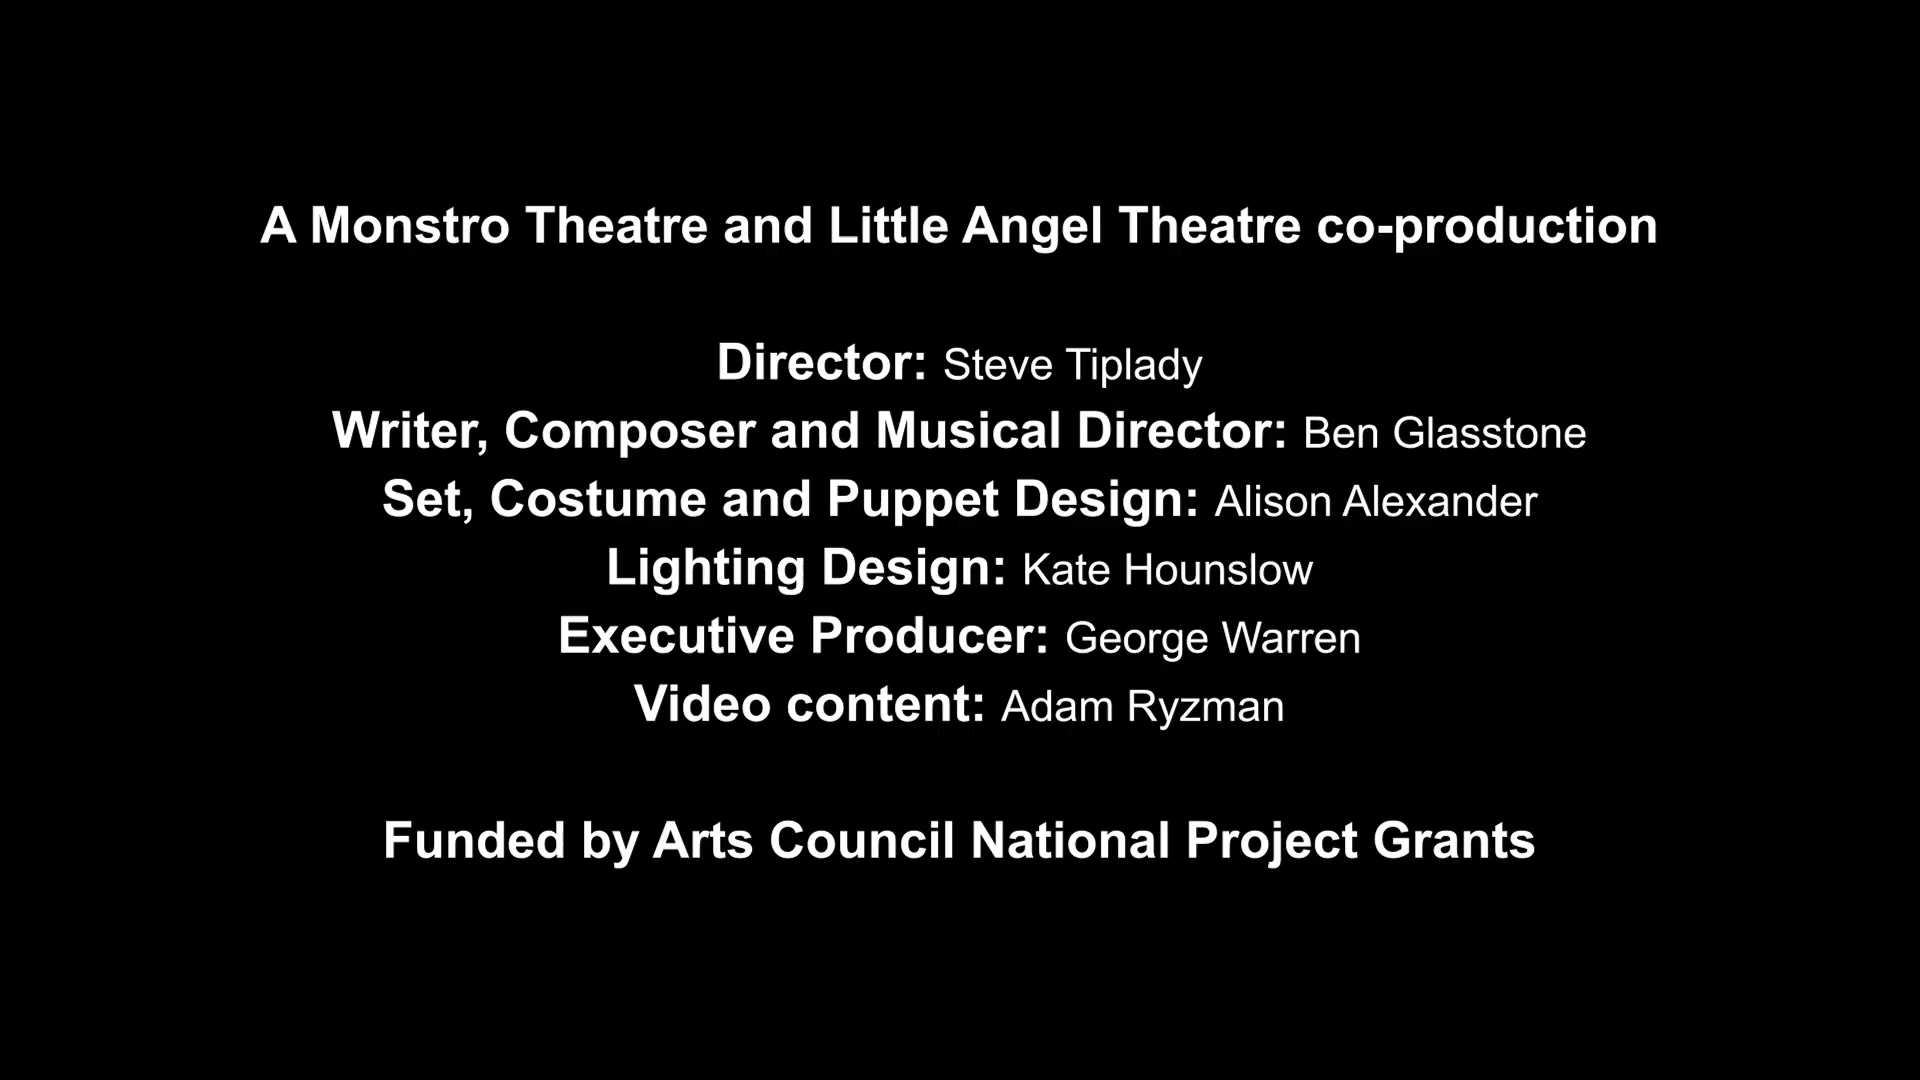 A Monstro Theatre and Little Angel Theatre co-production
Director: Steve Tiplady
Writer, Composer and Musical Director: Ben Glasstone
Set, Costume and Puppet Design: Alison Alexander
Lighting Design: Kate Hounslow
Executive Producer: George Warren
Video content: Adam Ryzman
Funded by Arts Council National Project Grants